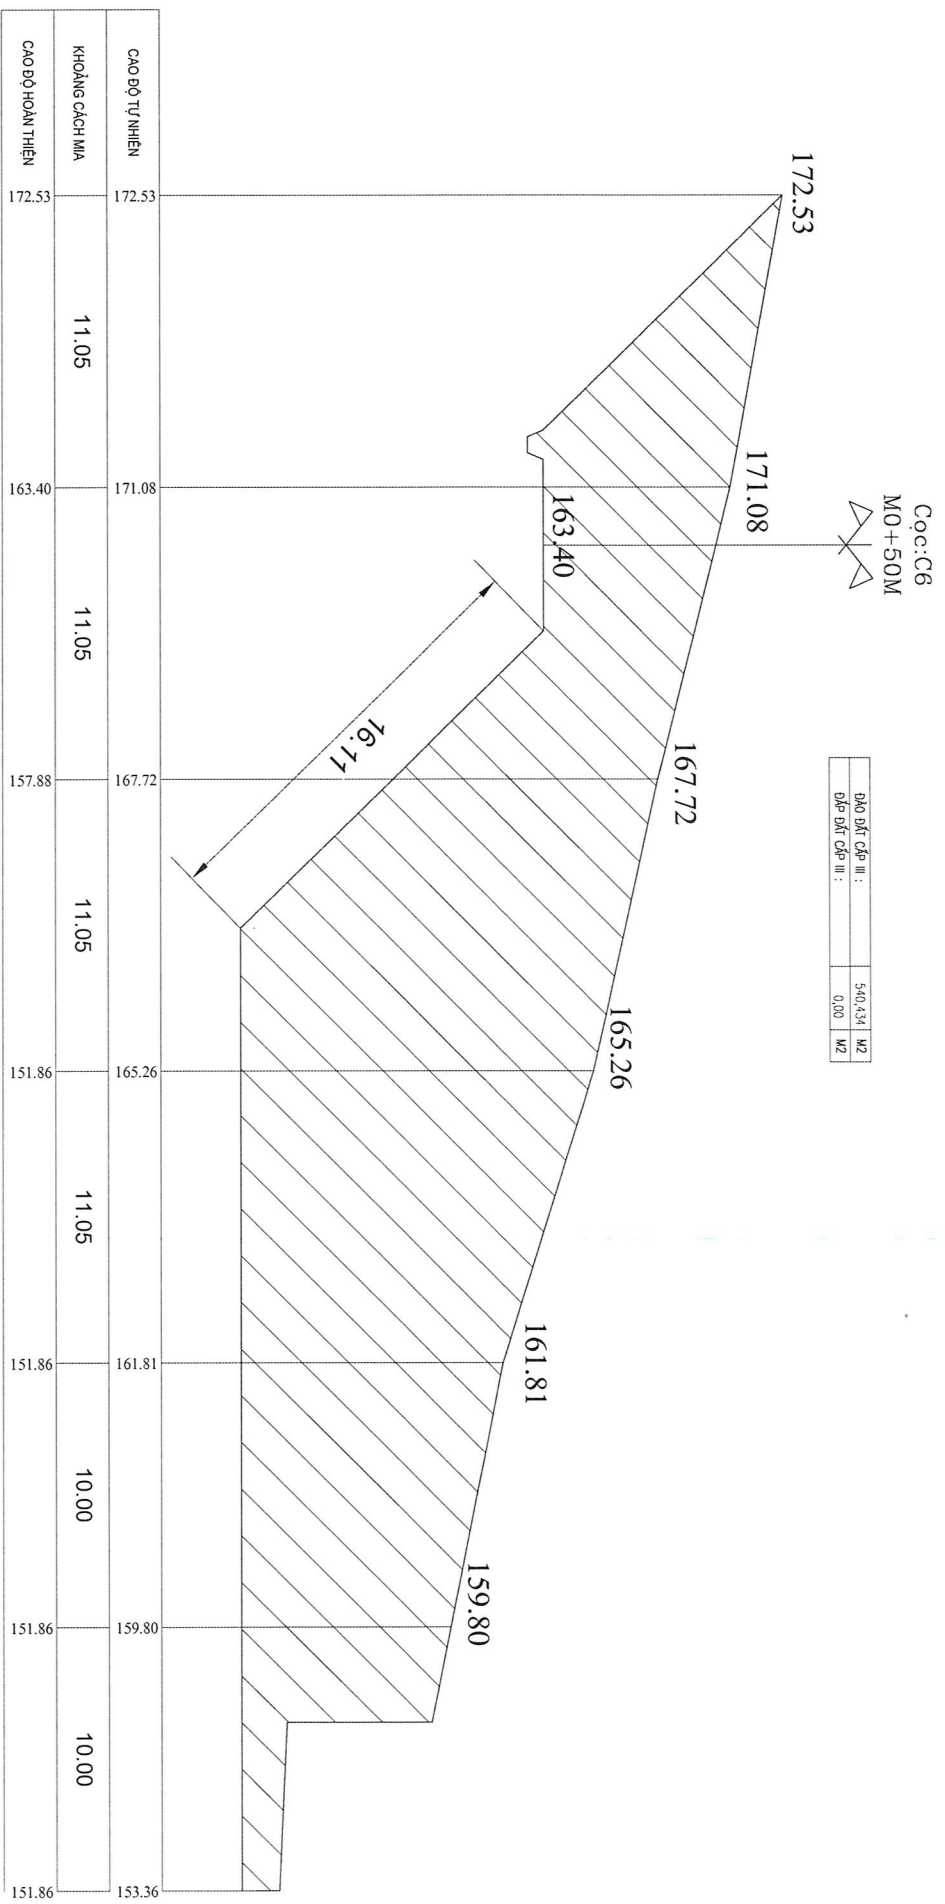 Cọc:C6
M0+50M
ĐÀO ĐẤT CẤP III : 540,434 M2
ĐẮP ĐẤT CẤP III : 0,00 M2
172.53
171.08
163.40
167.72
165.26
161.81
159.80
16.11
CAO ĐỘ TỰ NHIÊN 172.53 171.08 167.72 165.26 161.81 159.80 153.36
KHOẢNG CÁCH MIA 11.05 11.05 11.05 11.05 10.00 10.00
CAO ĐỘ HOÀN THIỆN 172.53 163.40 157.88 151.86 151.86 151.86 151.86